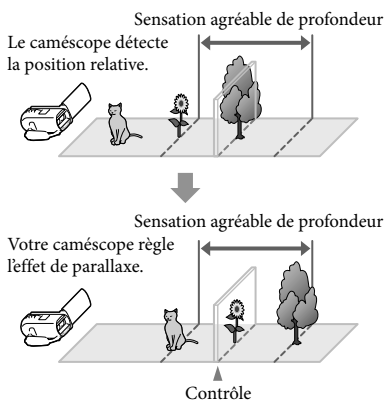 Sensation agréable de profondeur
Le caméscope détecte
la position relative.
Sensation agréable de profondeur
Votre caméscope règle
l'effet de parallaxe.
Contrôle